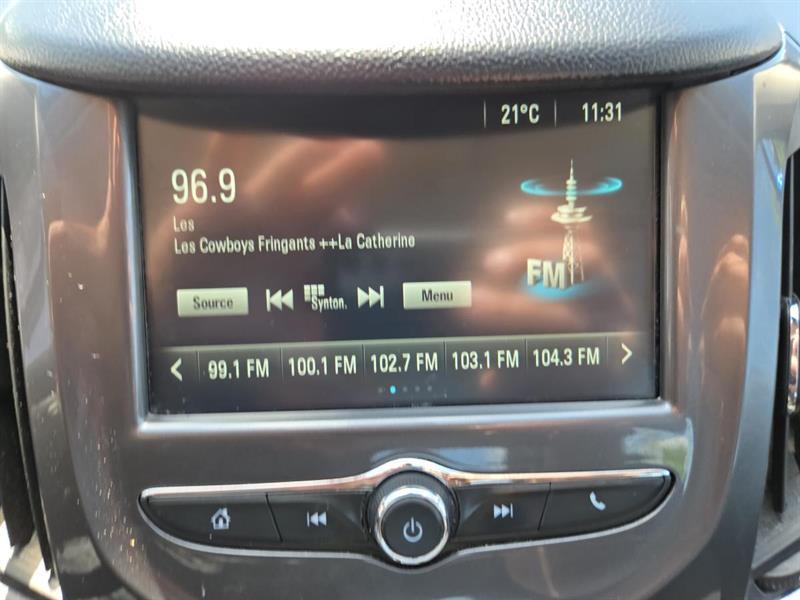 21°C 11:31
96.9
Les
Les Cowboys Fringants ++La Catherine
FM
Source Synton. Menu
99.1 FM 100.1 FM 102.7 FM 103.1 FM 104.3 FM